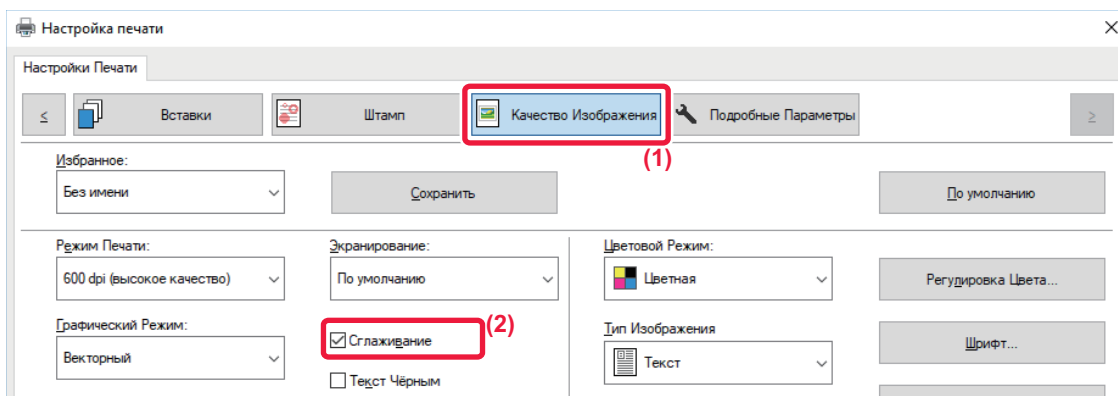 Настройка печати
Настройки Печати
< Вставки Штамп Качество Изображения Подробные Параметры >
(1)
Избранное:
Без имени Сохранить По умолчанию
Режим Печати: Экранирование: Цветовой Режим:
600 dpi (высокое качество) По умолчанию Цветная Регулировка Цвета...
Графический Режим: (2) Тип Изображения
Векторный Сглаживание Текст Шрифт...
Текст Чёрным